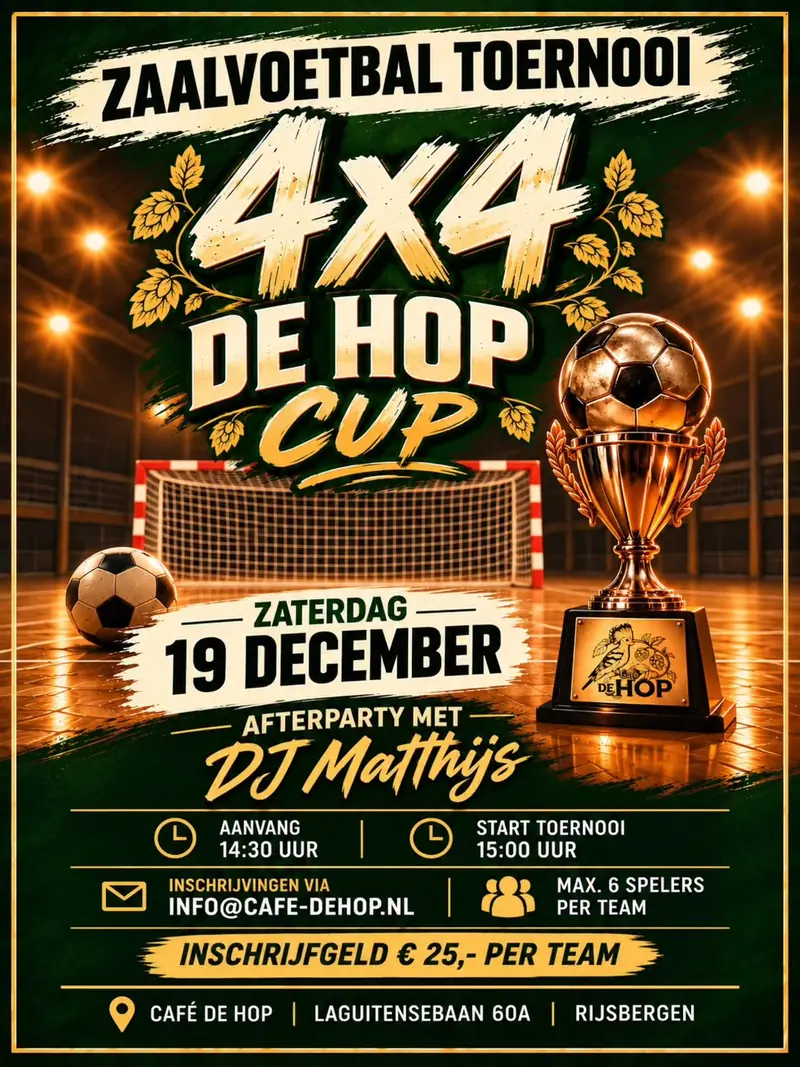 ZAALVOETBAL TOERNOOI
4x4
DE HOP
CUP
ZATERDAG
19 DECEMBER
DE HOP
AFTERPARTY MET
DJ Matthijs
AANVANG
14:30 UUR
START TOERNOOI
15:00 UUR
INSCHRIJVINGEN VIA
INFO@CAFE-DEHOP.NL
MAX. 6 SPELERS
PER TEAM
INSCHRIJFGELD € 25,- PER TEAM
CAFÉ DE HOP | LAGUITENSEBAAN 60A | RIJSBERGEN